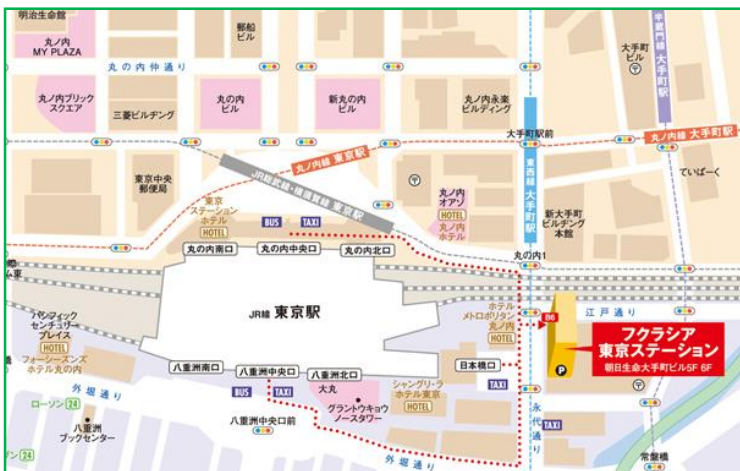 明治生命館
丸ノ内
MY PLAZA
郵船
ビル
丸の内仲通り
丸ノ内ブリック
スクエア
三菱ビルヂング
丸の内
ビル
新丸の内
ビル
丸ノ内永楽
ビルディング
大手町
ビル
半蔵門線 大手町駅
大手町駅前
丸ノ内線 大手町駅
丸ノ内線 東京駅
JR総武線・横須賀線 東京駅
東西線 大手町駅
東京中央
郵便局
東京
ステーション
ホテル
HOTEL
BUS
TAXI
丸ノ内
オアゾ
HOTEL
丸ノ内
ホテル
新大手町
ビルヂング
本館
ていぱーく
丸の内南口
丸の内中央口
丸の内北口
丸の内1
JR線 東京駅
パシフィック
センチュリー
プレイス
HOTEL
フォーシーズンズ
ホテル丸の内
ホテル
メトロポリタン
丸ノ内
HOTEL
B6
江戸通り
フクラシア
東京ステーション
朝日生命大手町ビル5F 6F
P
日本橋口
八重洲南口
八重洲中央口
八重洲北口
BUS
TAXI
大丸
グラントウキョウ
ノースタワー
シャングリ・ラ
ホテル東京
HOTEL
外堀通り
ローソン 24
八重洲
ブックセンター
八重洲中央口前
外堀通り
永代通り
常盤橋
ソン 24